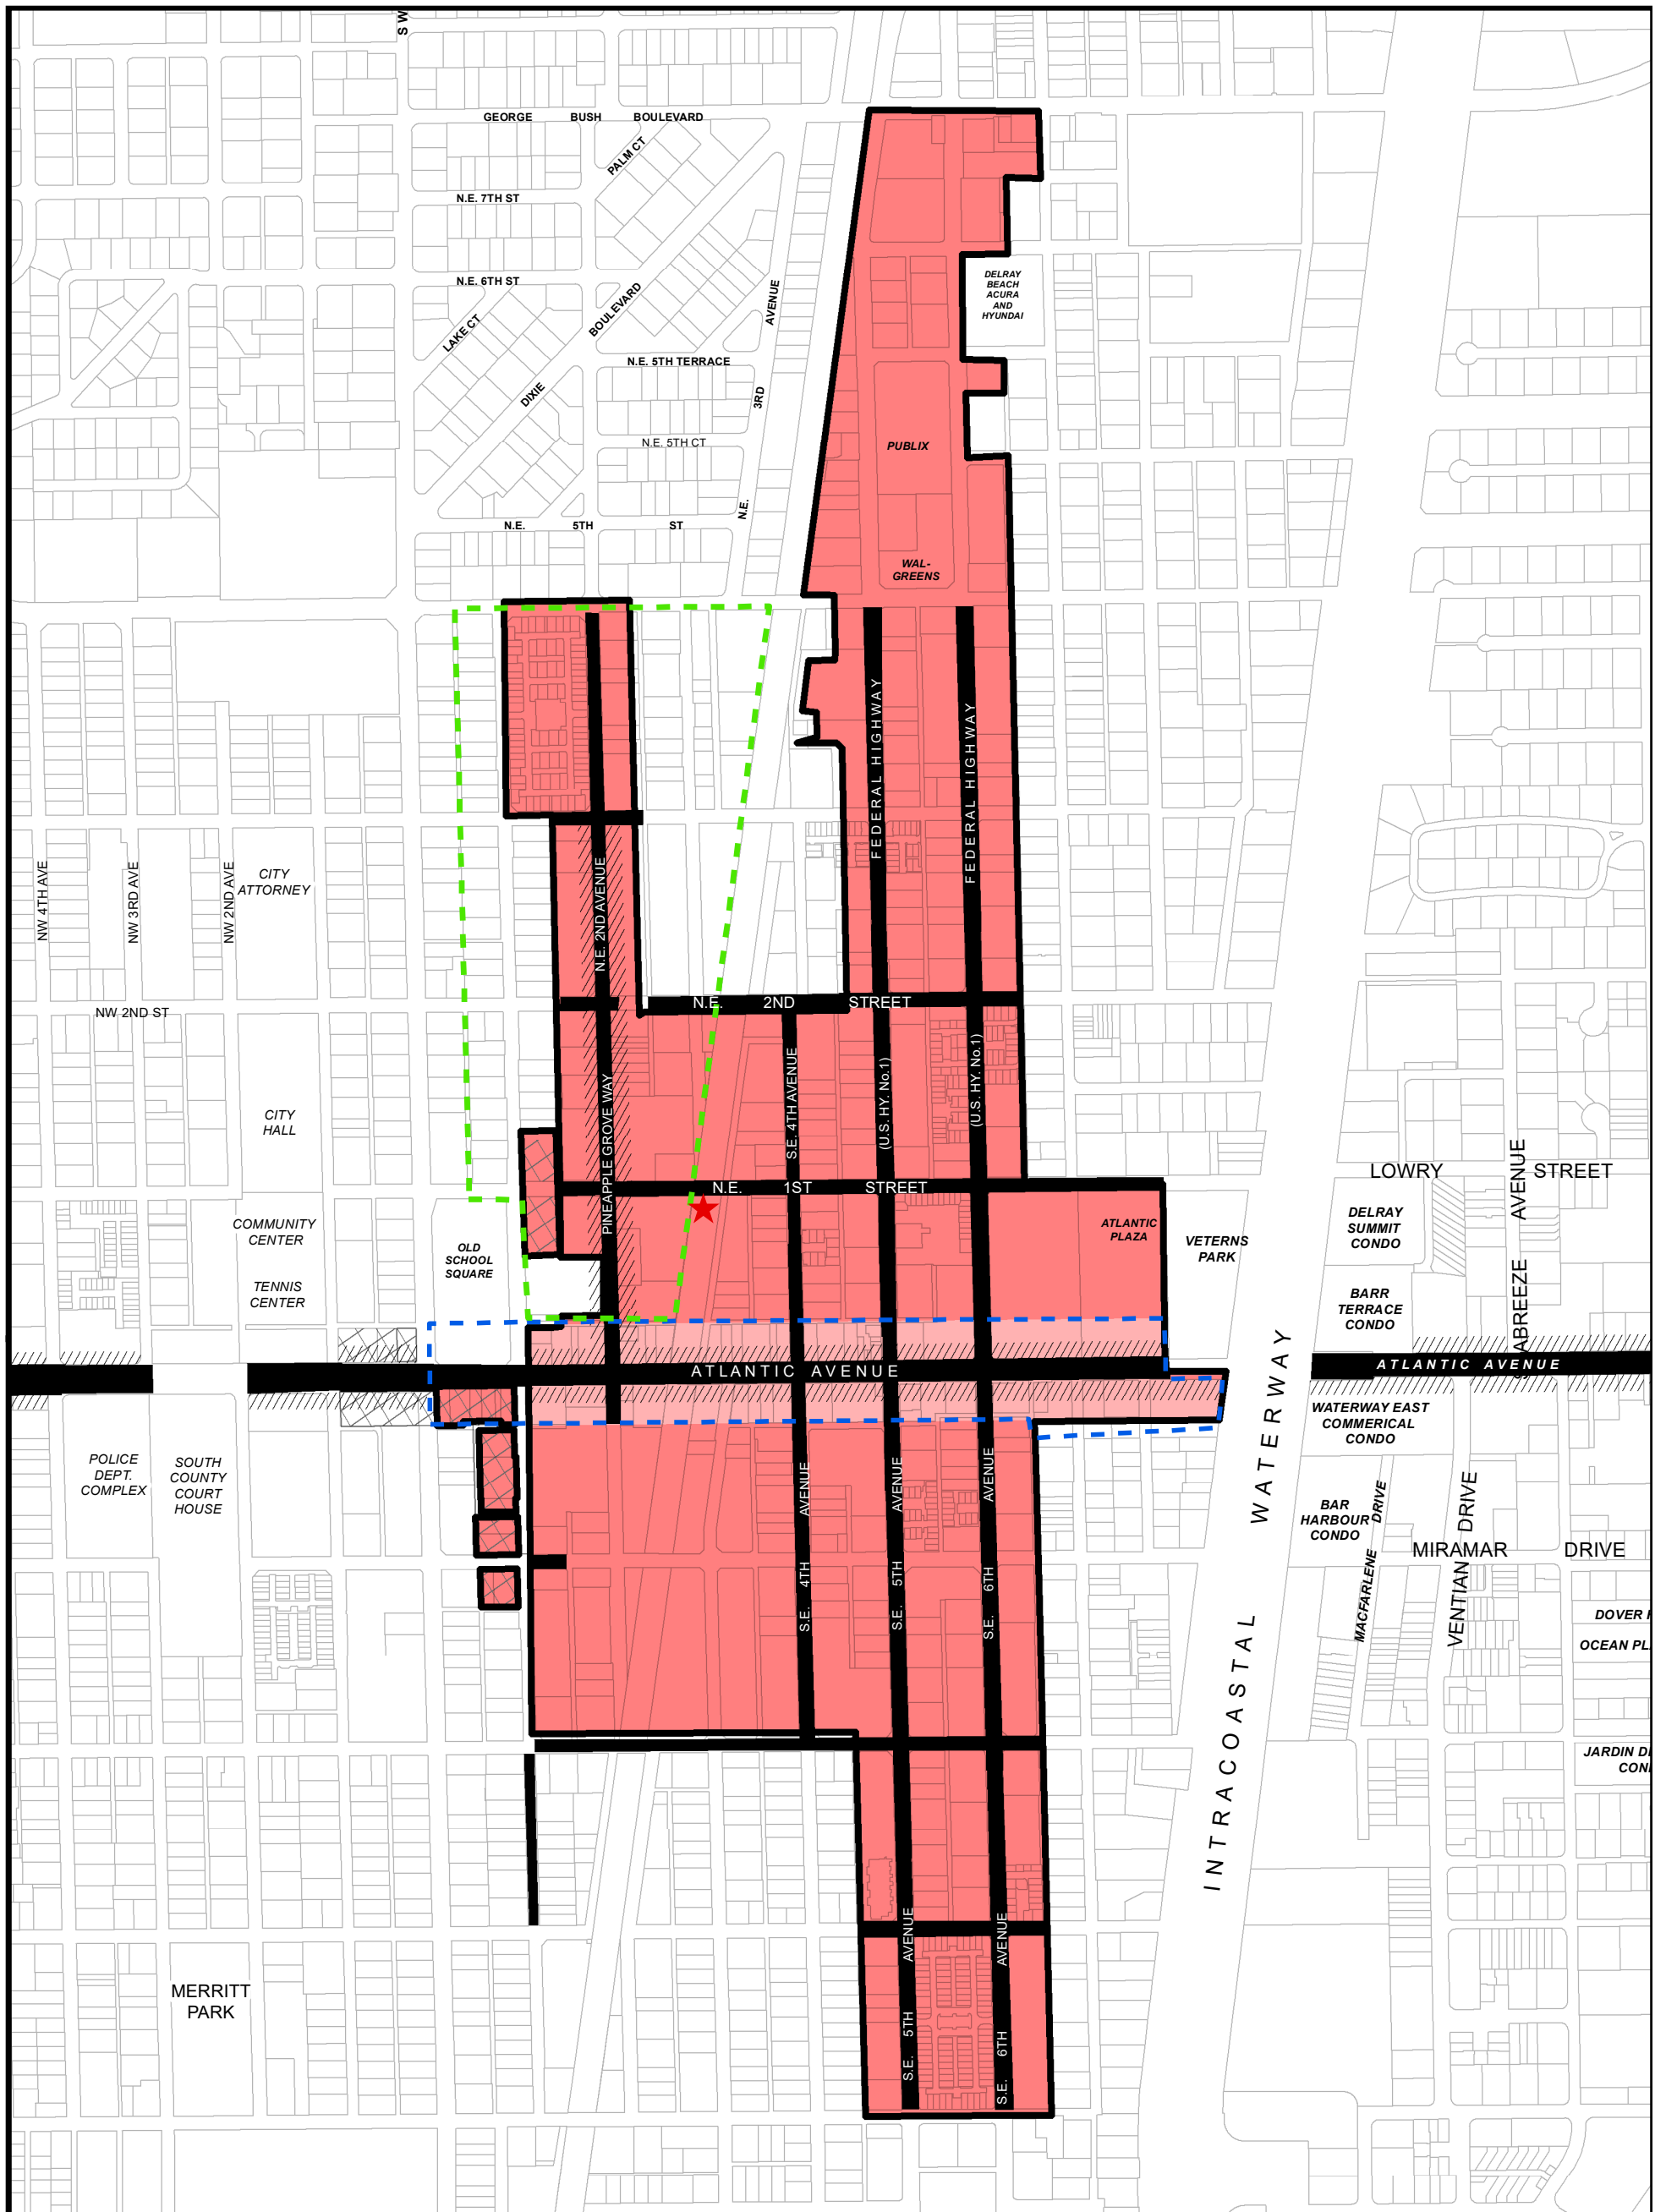 S W
GEORGE BUSH BOULEVARD
PALM CT
N.E. 7TH ST
N.E. 6TH ST
LAKE CT
BOULEVARD
DIXIE
AVENUE
3RD
N.E.
N.E. 5TH TERRACE
N.E. 5TH CT
N.E. 5TH ST
DELRAY
BEACH
ACURA
AND
HYUNDAI
PUBLIX
WAL-
GREENS
FEDERAL HIGHWAY
FEDERAL HIGHWAY
NW 4TH AVE
NW 3RD AVE
NW 2ND AVE
CITY
ATTORNEY
N.E. 2ND AVENUE
NW 2ND ST
N.E. 2ND STREET
S.E. 4TH AVENUE
(U.S. HY. No.1)
(U.S. HY. No.1)
PINEAPPLE GROVE WAY
CITY
HALL
N.E. 1ST STREET
LOWRY STREET
SEABREEZE AVENUE
COMMUNITY
CENTER
TENNIS
CENTER
OLD
SCHOOL
SQUARE
ATLANTIC
PLAZA
VETERNS
PARK
DELRAY
SUMMIT
CONDO
BARR
TERRACE
CONDO
ATLANTIC AVENUE
ATLANTIC AVENUE
WATERWAY EAST
COMMERICAL
CONDO
POLICE
DEPT.
COMPLEX
SOUTH
COUNTY
COURT
HOUSE
S.E. 4TH AVENUE
S.E. 5TH AVENUE
S.E. 6TH AVENUE
INTRACOASTAL WATERWAY
BAR
HARBOUR
CONDO
MACFARLENE DRIVE
VENTIAN DRIVE
MIRAMAR DRIVE
DOVER
OCEAN PL
JARDIN D
CON
MERRITT
PARK
S.E. 5TH AVENUE
S.E. 6TH AVENUE